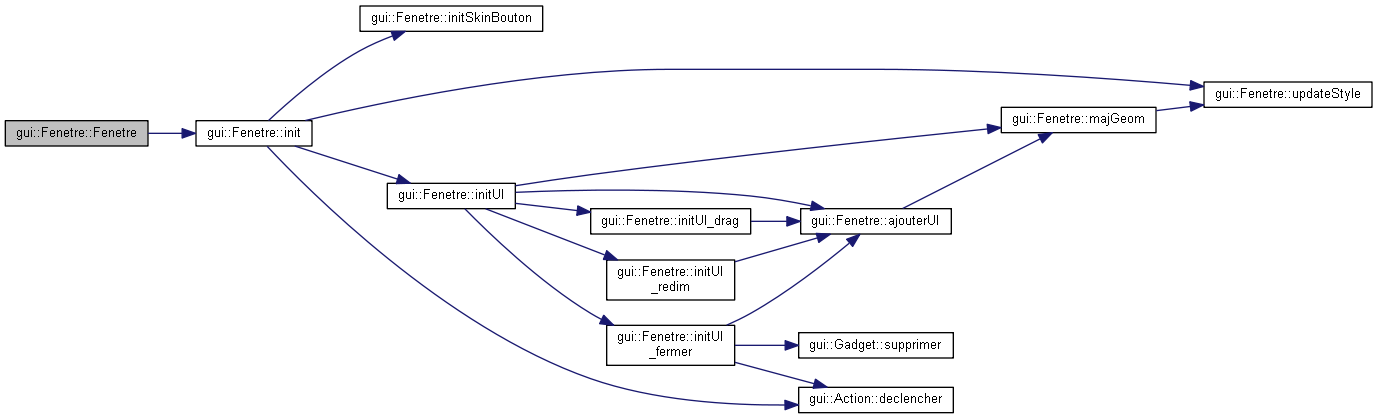 gui::Fenetre::initSkinBouton
gui::Fenetre::updateStyle
gui::Fenetre::majGeom
gui::Fenetre::Fenetre
gui::Fenetre::init
gui::Fenetre::initUI
gui::Fenetre::initUI_drag
gui::Fenetre::ajouterUI
gui::Fenetre::initUI
_redim
gui::Fenetre::initUI
_fermer
gui::Gadget::supprimer
gui::Action::declencher